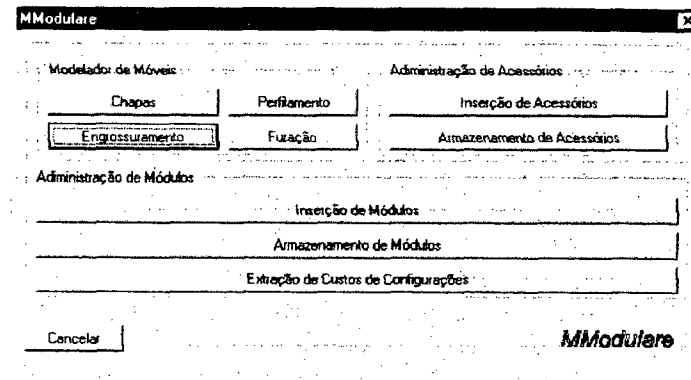 MModulare
Modelador de Móveis
Administração de Acessórios
Chapas
Perfilamento
Inserção de Acessórios
Engrossuramento
Furação
Armazenamento de Acessórios
Administração de Módulos
Inserção de Módulos
Armazenamento de Módulos
Extração de Custos de Configurações
Cancelar
MModulare